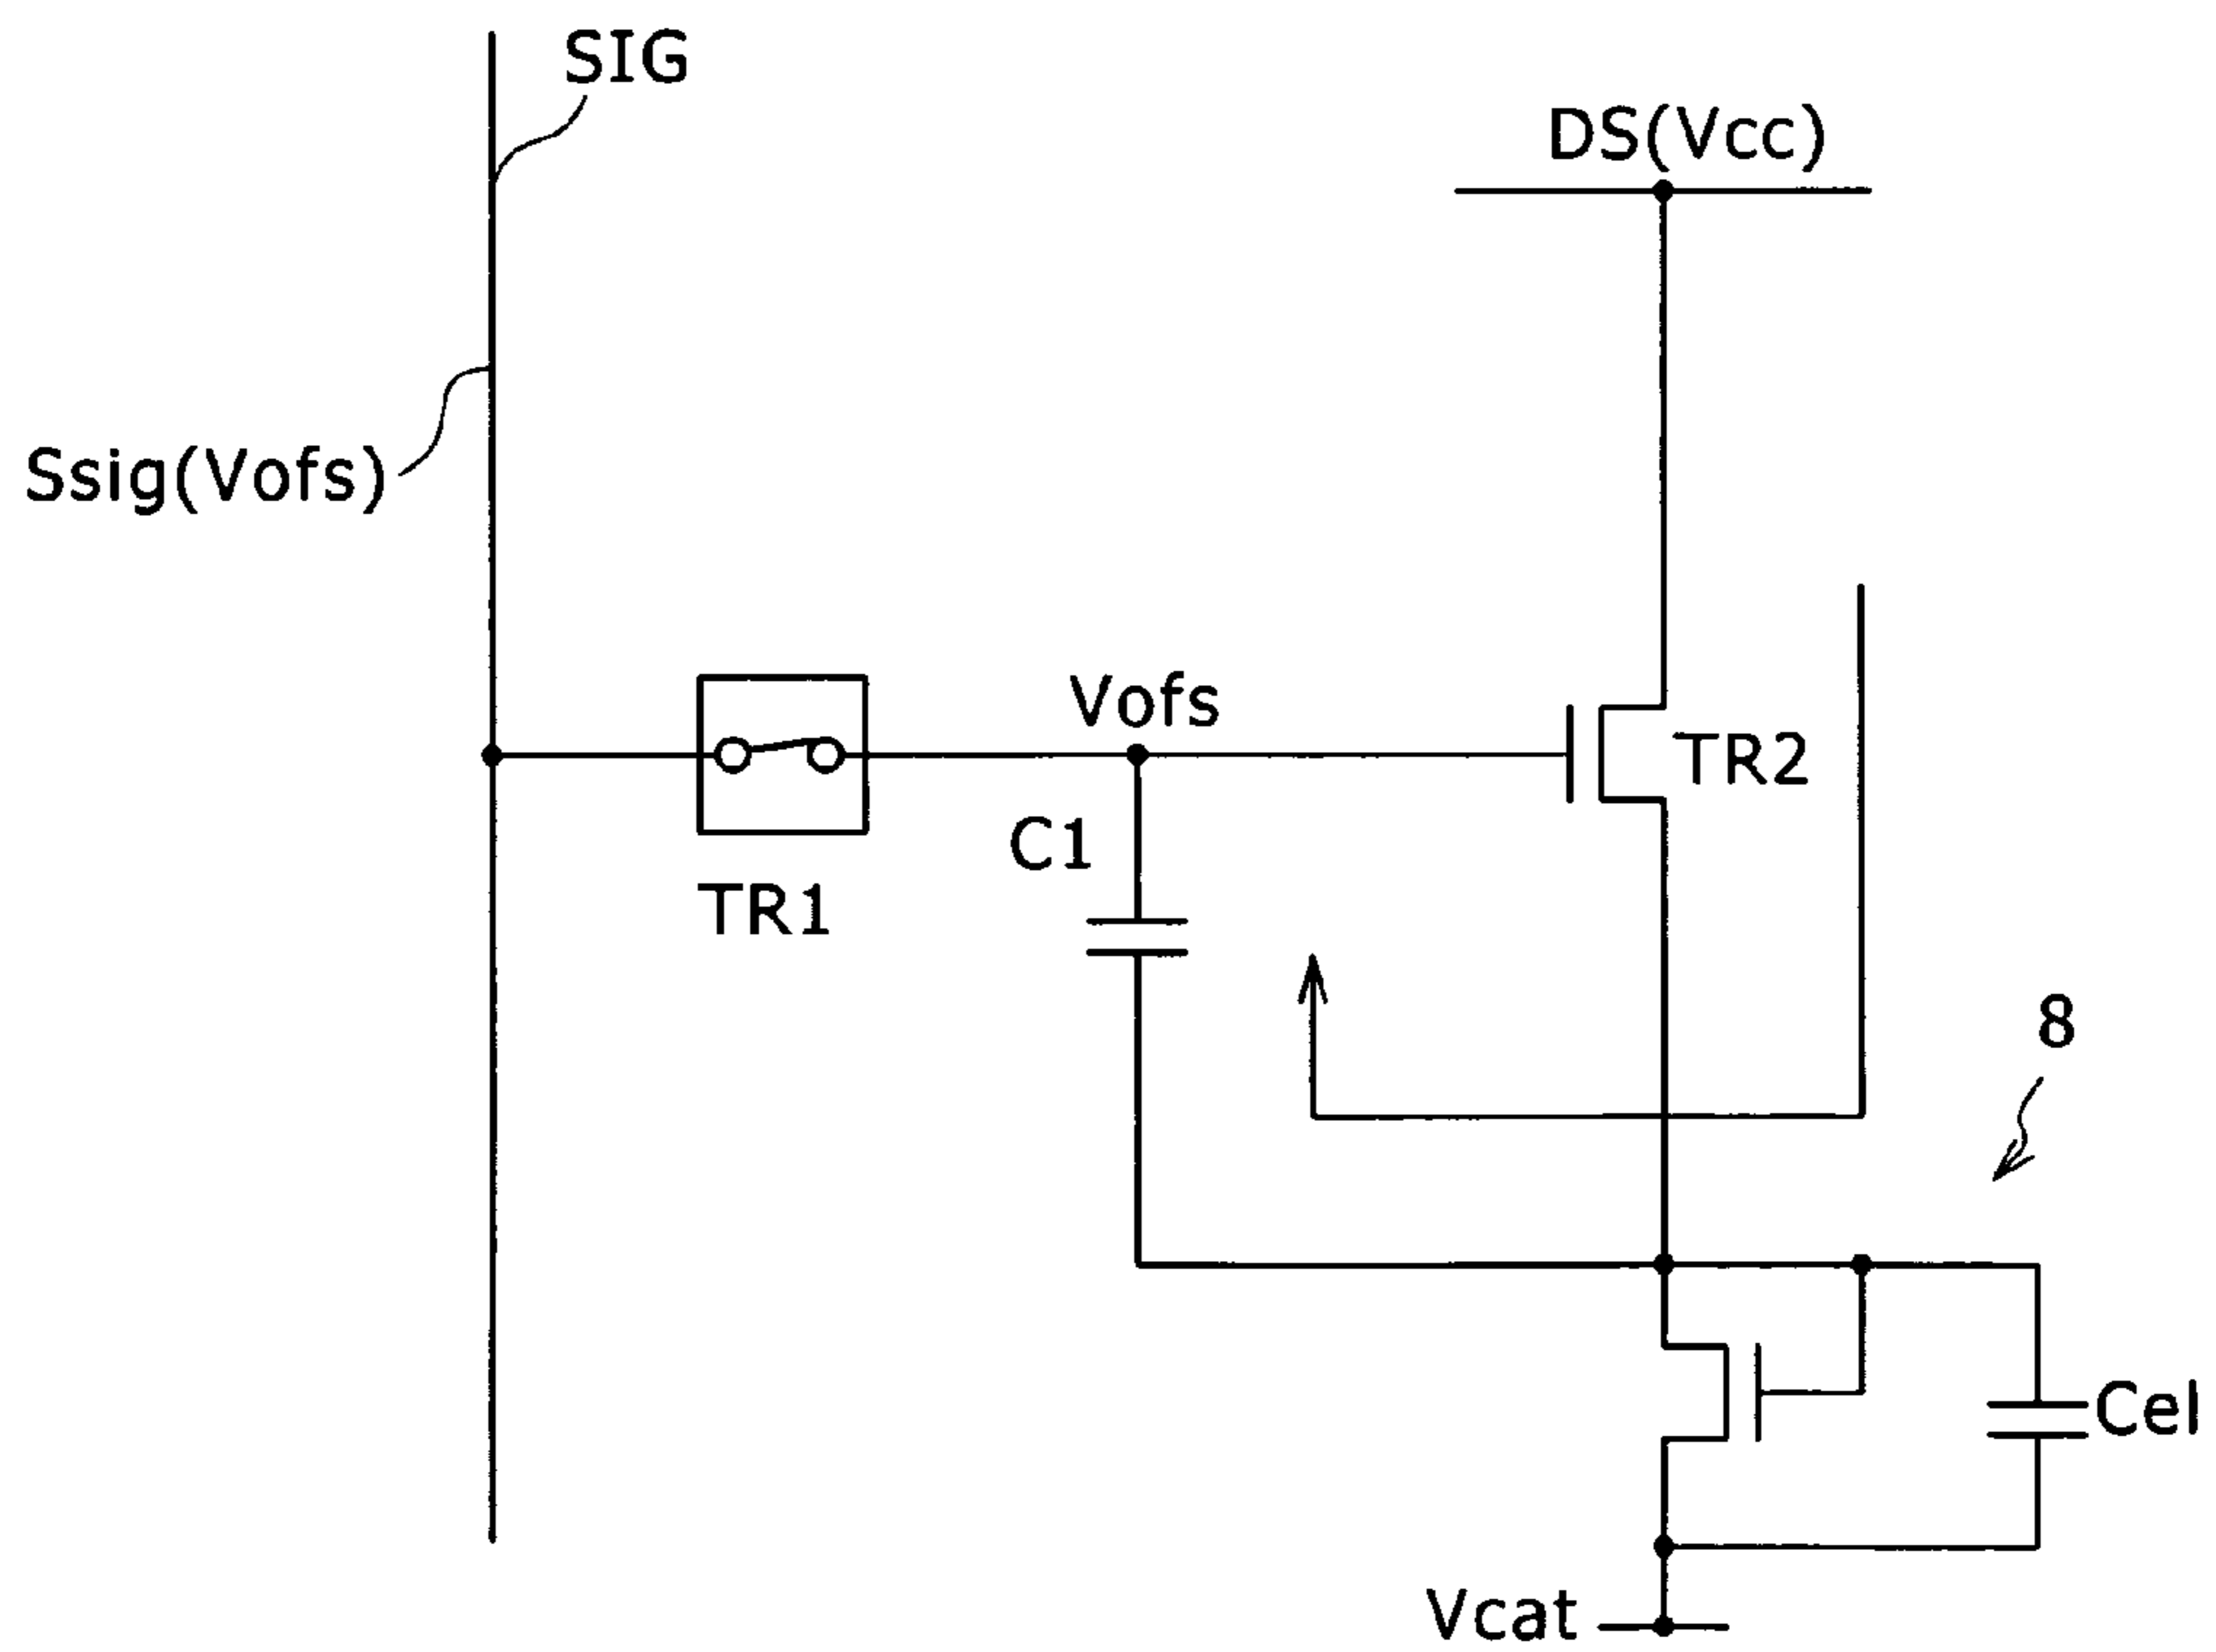 SIG
DS(Vcc)
Ssig(Vofs)
Vofs
TR2
C1
TR1
8
Cel
Vcat